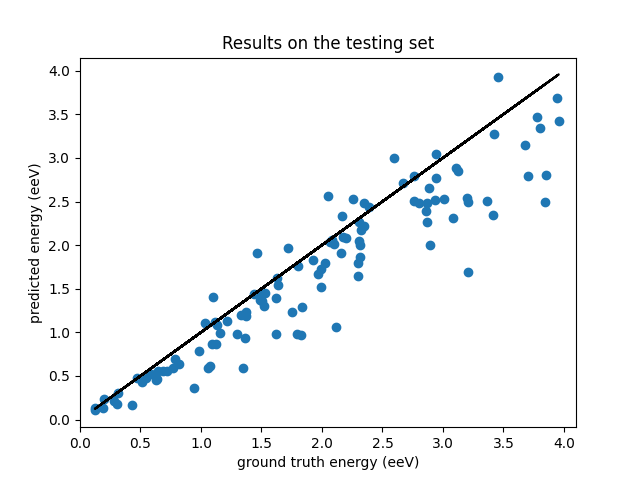 Results on the testing set
predicted energy (eeV)
4.0
3.5
3.0
2.5
2.0
1.5
1.0
0.5
0.0
0.0 0.5 1.0 1.5 2.0 2.5 3.0 3.5 4.0
ground truth energy (eeV)